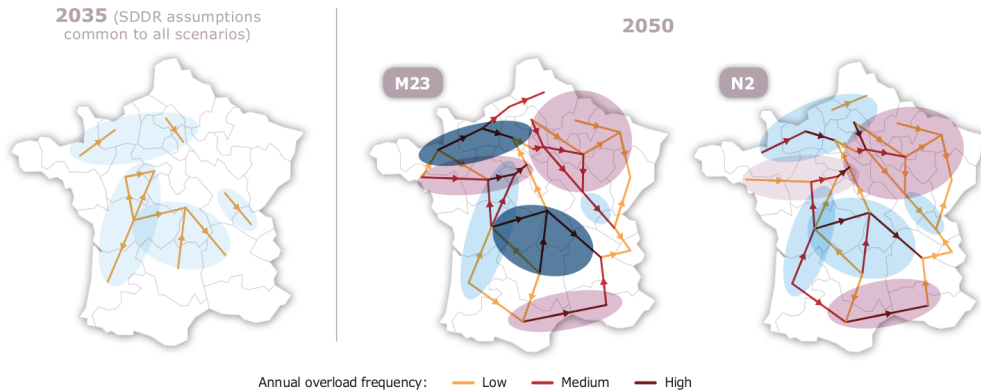 2035 (SDDR assumptions
common to all scenarios)
2050
M23
N2
Annual overload frequency: Low Medium High